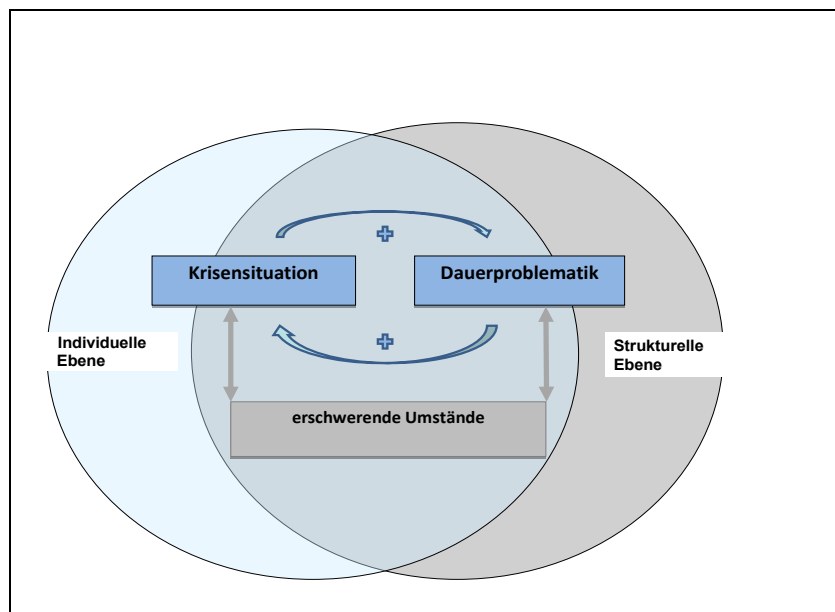 Krisensituation
Dauerproblematik
Individuelle
Ebene
Strukturelle
Ebene
erschwerende Umstände